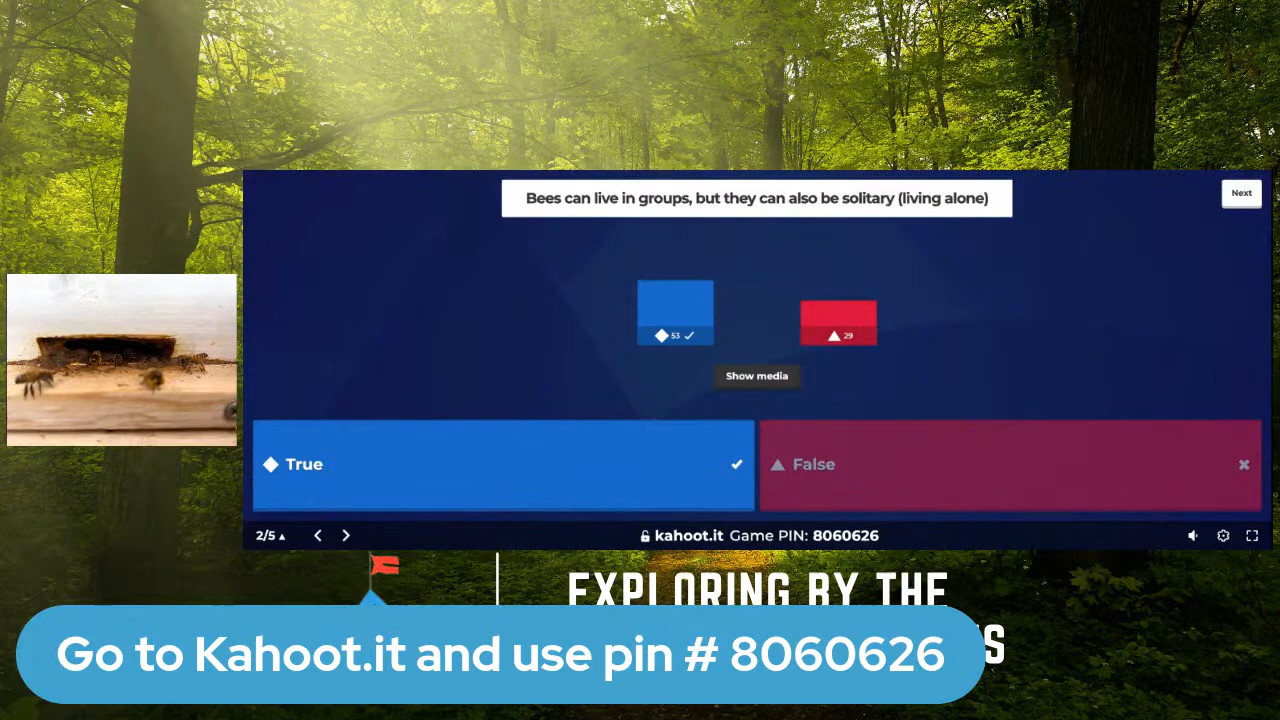 Bees can live in groups, but they can also be solitary (living alone)
Next
53
29
Show media
True
False
2/5
kahoot.it Game PIN: 8060626
EXPLORING BY THE
Go to Kahoot.it and use pin # 8060626